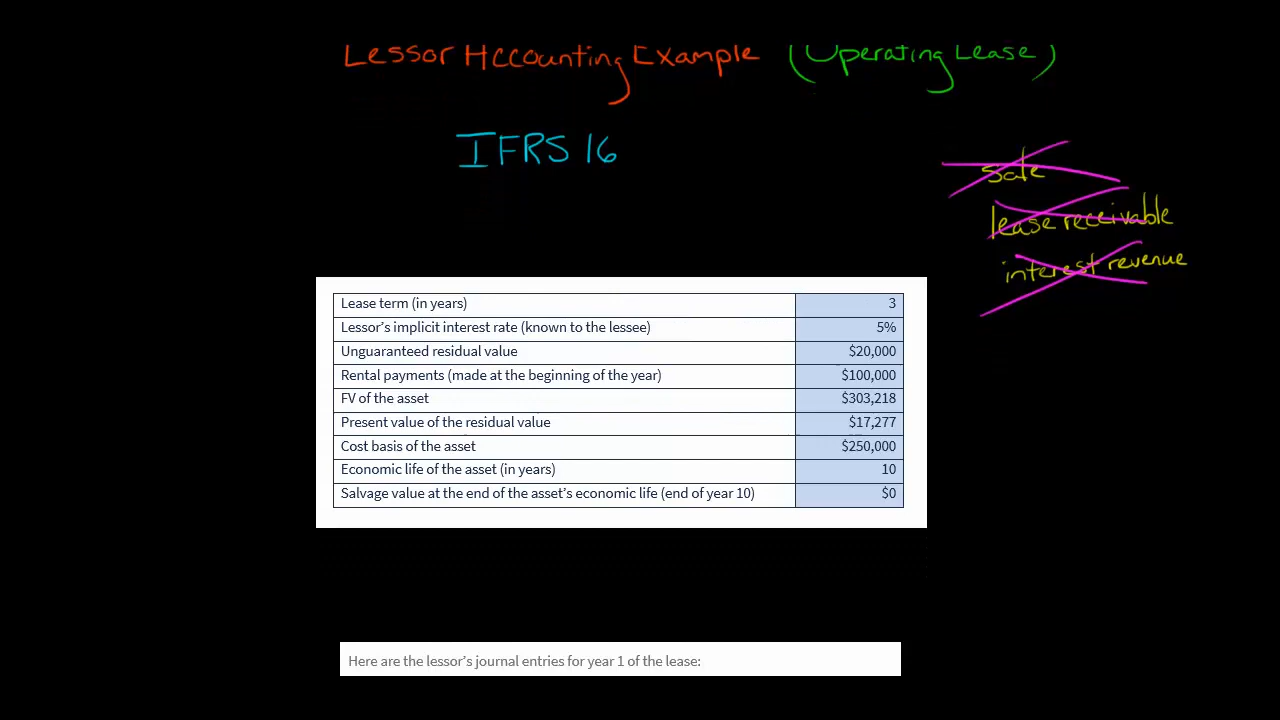 Lessor Accounting Example (Operating Lease)
IFRS 16
sale
lease receivable
interest revenue
Lease term (in years) 3
Lessor’s implicit interest rate (known to the lessee) 5%
Unguaranteed residual value $20,000
Rental payments (made at the beginning of the year) $100,000
FV of the asset $303,218
Present value of the residual value $17,277
Cost basis of the asset $250,000
Economic life of the asset (in years) 10
Salvage value at the end of the asset’s economic life (end of year 10) $0
Here are the lessor’s journal entries for year 1 of the lease: